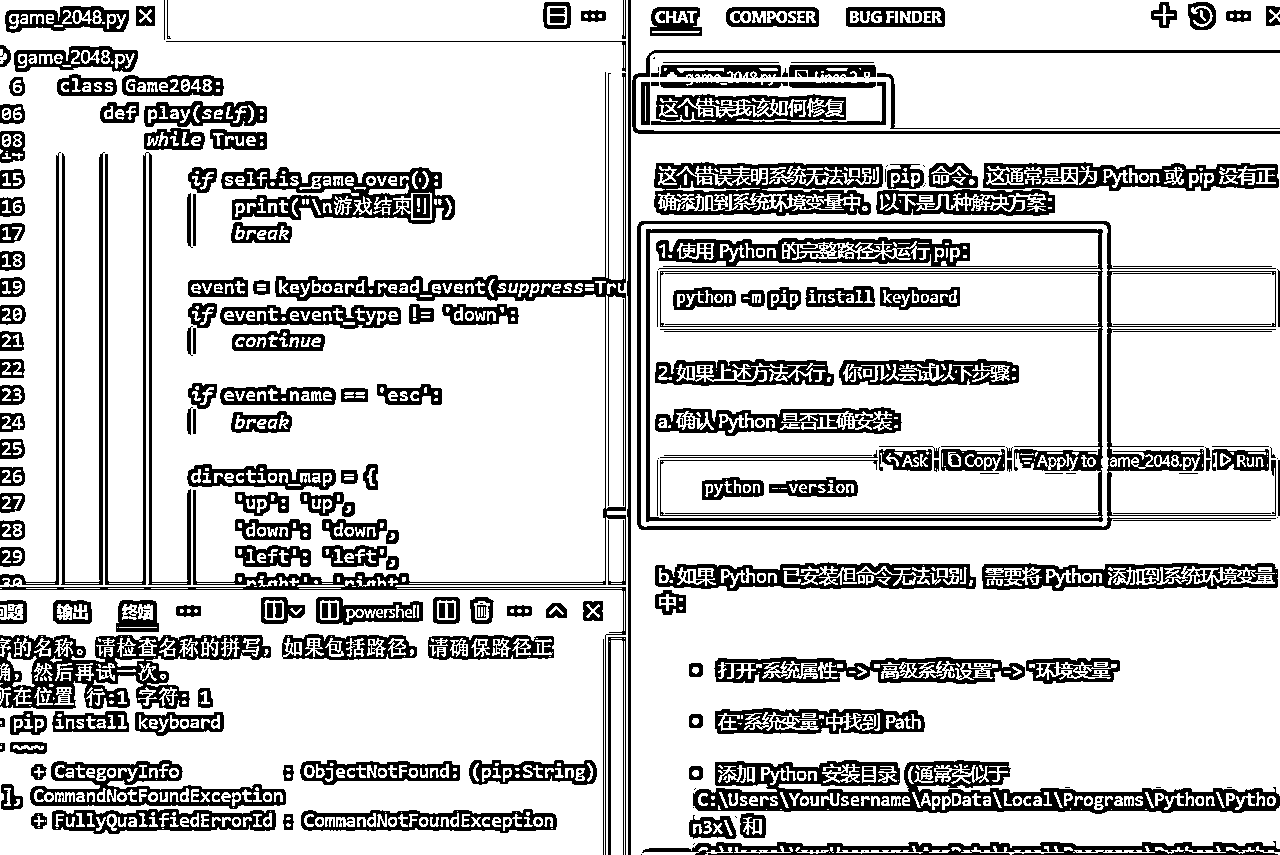 game_2048.py
game_2048.py
6 class Game2048:
06 def play(self):
08 while True:
15 if self.is_game_over():
16 print("\n游戏结束!")
17 break
18
19 event = keyboard.read_event(suppress=Tru
20 if event.event_type != 'down':
21 continue
22
23 if event.name == 'esc':
24 break
25
26 direction_map = {
27 'up': 'up',
28 'down': 'down',
29 'left': 'left',
30 'right': 'right'
问题 输出 终端 powershell
序的名称。请检查名称的拼写，如果包括路径，请确保路径正
确，然后再试一次。
所在位置 行:1 字符: 1
+ pip install keyboard
+ ~~~
+ CategoryInfo : ObjectNotFound: (pip:String)
], CommandNotFoundException
+ FullyQualifiedErrorId : CommandNotFoundException
CHAT COMPOSER BUG FINDER
game_2048.py Lines 2-8
这个错误我该如何修复
这个错误表明系统无法识别 pip 命令。这通常是因为 Python 或 pip 没有正
确添加到系统环境变量中。以下是几种解决方案:
1. 使用 Python 的完整路径来运行 pip:
python -m pip install keyboard
2. 如果上述方法不行，你可以尝试以下步骤:
a. 确认 Python 是否正确安装:
Ask Copy Apply to game_2048.py Run
python --version
b. 如果 Python 已安装但命令无法识别，需要将 Python 添加到系统环境变量
中:
打开"系统属性" -> "高级系统设置" -> "环境变量"
在"系统变量"中找到 Path
添加 Python 安装目录（通常类似于
C:\Users\YourUsername\AppData\Local\Programs\Python\Pytho
n3x\ 和
C:\Users\YourUsername\AppData\Local\Programs\Python\Pytho